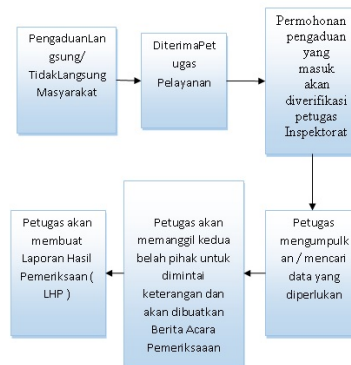 PengaduanLan
gsung/
TidakLangsung
Masyarakat
DiterimaPet
ugas
Pelayanan
Permohonan
pengaduan
yang
masuk
akan
diverifikasi
petugas
Inspektorat
Petugas
mengumpulk
an / mencari
data yang
diperlukan
Petugas akan
memanggil kedua
belah pihak untuk
dimintai
keterangan dan
akan dibuatkan
Berita Acara
Pemeriksaaan
Petugas akan
membuat
Laporan Hasil
Pemeriksaan (
LHP )